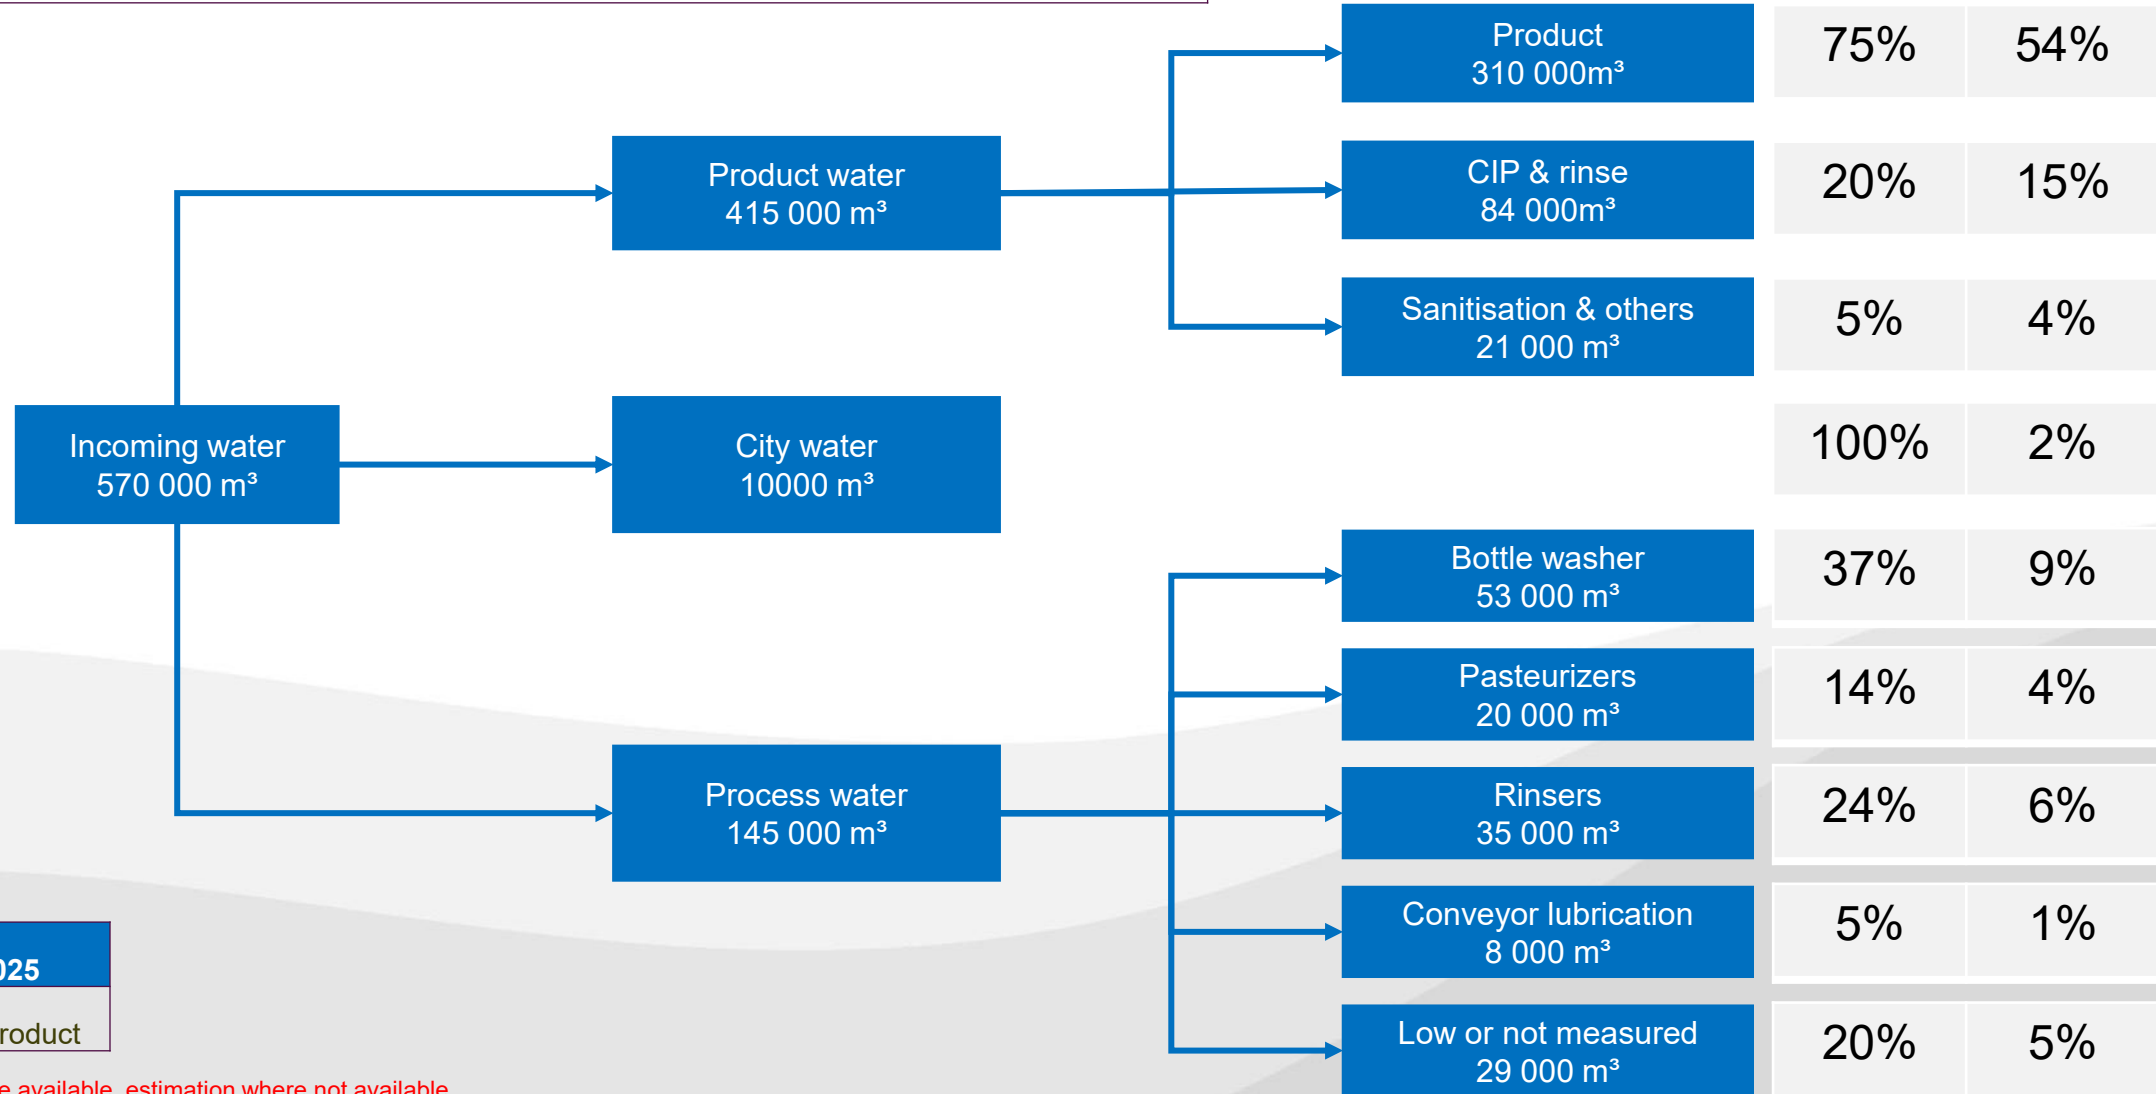 Product
310 000m³
75% 54%
Product water
415 000 m³
CIP & rinse
84 000m³
20% 15%
Sanitisation & others
21 000 m³
5% 4%
Incoming water
570 000 m³
City water
10000 m³
100% 2%
Bottle washer
53 000 m³
37% 9%
Pasteurizers
20 000 m³
14% 4%
Process water
145 000 m³
Rinsers
35 000 m³
24% 6%
Conveyor lubrication
8 000 m³
5% 1%
025
roduct
Low or not measured
29 000 m³
20% 5%
e available, estimation where not available